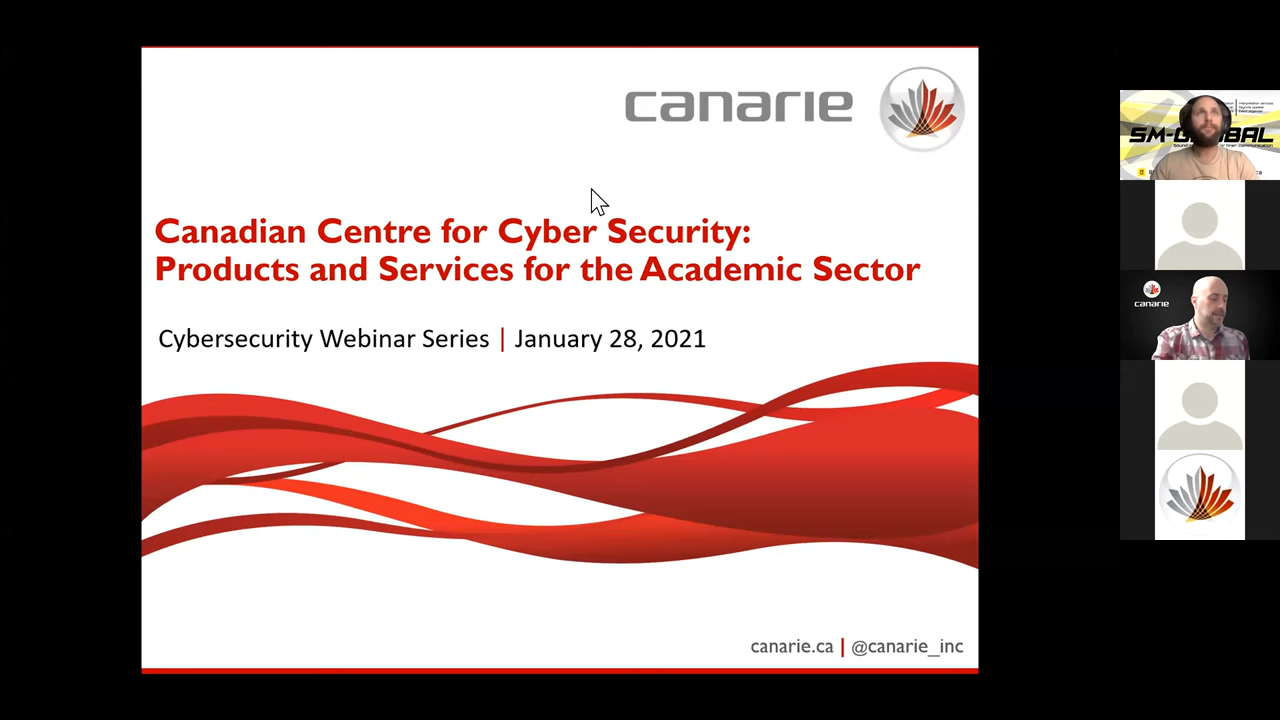 canarie
Canadian Centre for Cyber Security:
Products and Services for the Academic Sector
Cybersecurity Webinar Series | January 28, 2021
canarie.ca | @canarie_inc
canarie